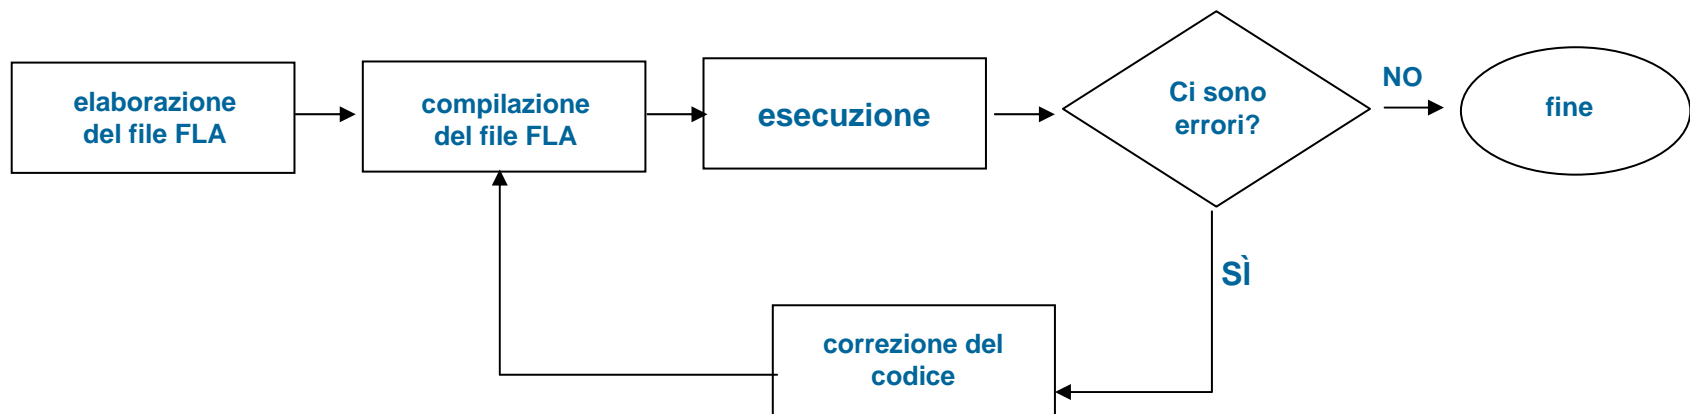 elaborazione
del file FLA
compilazione
del file FLA
esecuzione
Ci sono
errori?
NO
fine
SÌ
correzione del
codice